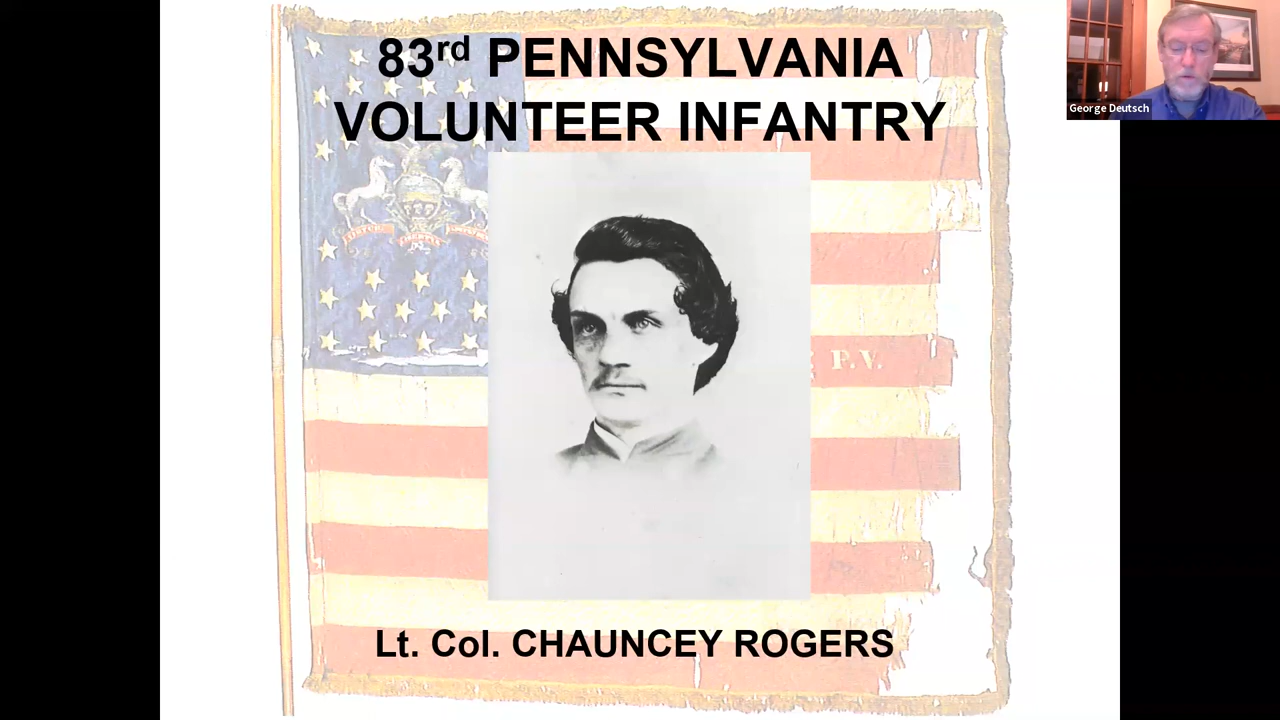 83rd PENNSYLVANIA
VOLUNTEER INFANTRY
George Deutsch
P.V.
Lt. Col. CHAUNCEY ROGERS